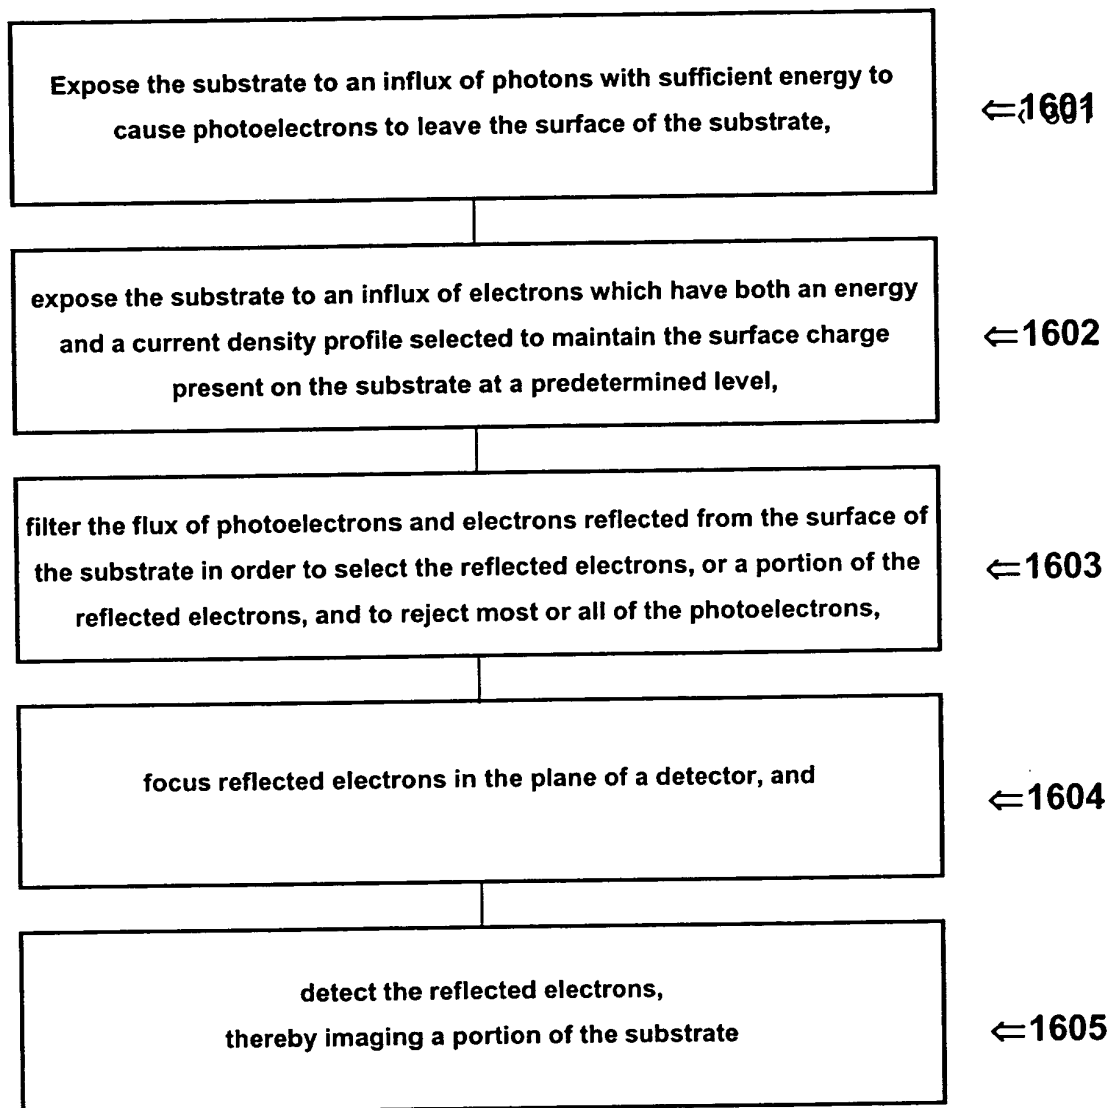 Expose the substrate to an influx of photons with sufficient energy to
cause photoelectrons to leave the surface of the substrate,
⇐1601
expose the substrate to an influx of electrons which have both an energy
and a current density profile selected to maintain the surface charge
present on the substrate at a predetermined level,
⇐1602
filter the flux of photoelectrons and electrons reflected from the surface of
the substrate in order to select the reflected electrons, or a portion of the
reflected electrons, and to reject most or all of the photoelectrons,
⇐1603
focus reflected electrons in the plane of a detector, and
⇐1604
detect the reflected electrons,
thereby imaging a portion of the substrate
⇐1605